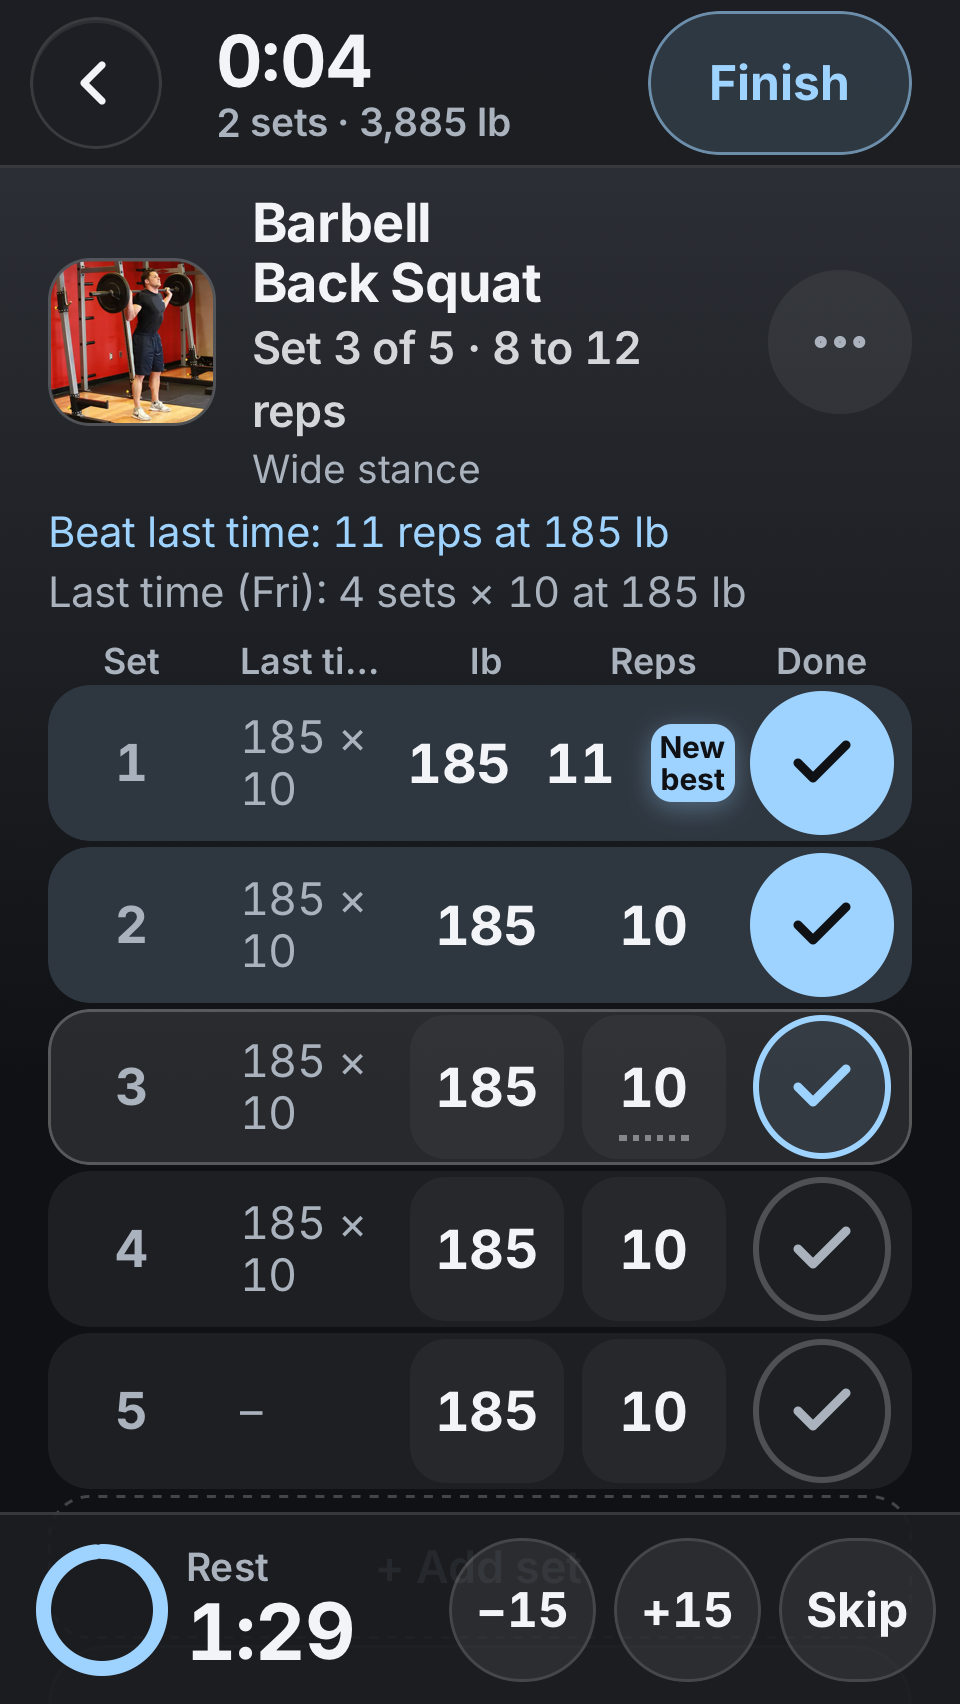 0:04
2 sets · 3,885 lb
Finish
Barbell
Back Squat
Set 3 of 5 · 8 to 12
reps
Wide stance
Beat last time: 11 reps at 185 lb
Last time (Fri): 4 sets × 10 at 185 lb
Set Last ti... lb Reps Done
1 185 × 10 185 11 New best
2 185 × 10 185 10
3 185 × 10 185 10
4 185 × 10 185 10
5 – 185 10
+ Add set
Rest
1:29
−15 +15 Skip